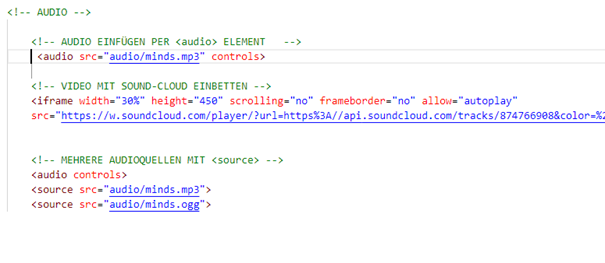 <!-- AUDIO -->
<!-- AUDIO EINFÜGEN PER <audio> ELEMENT   -->
<audio src="audio/minds.mp3" controls>
<!-- VIDEO MIT SOUND-CLOUD EINBETTEN -->
<iframe width="30%" height="450" scrolling="no" frameborder="no" allow="autoplay"
src="https://w.soundcloud.com/player/?url=https%3A//api.soundcloud.com/tracks/874766908&color=%2
<!-- MEHRERE AUDIOQUELLEN MIT <source> -->
<audio controls>
<source src="audio/minds.mp3">
<source src="audio/minds.ogg">